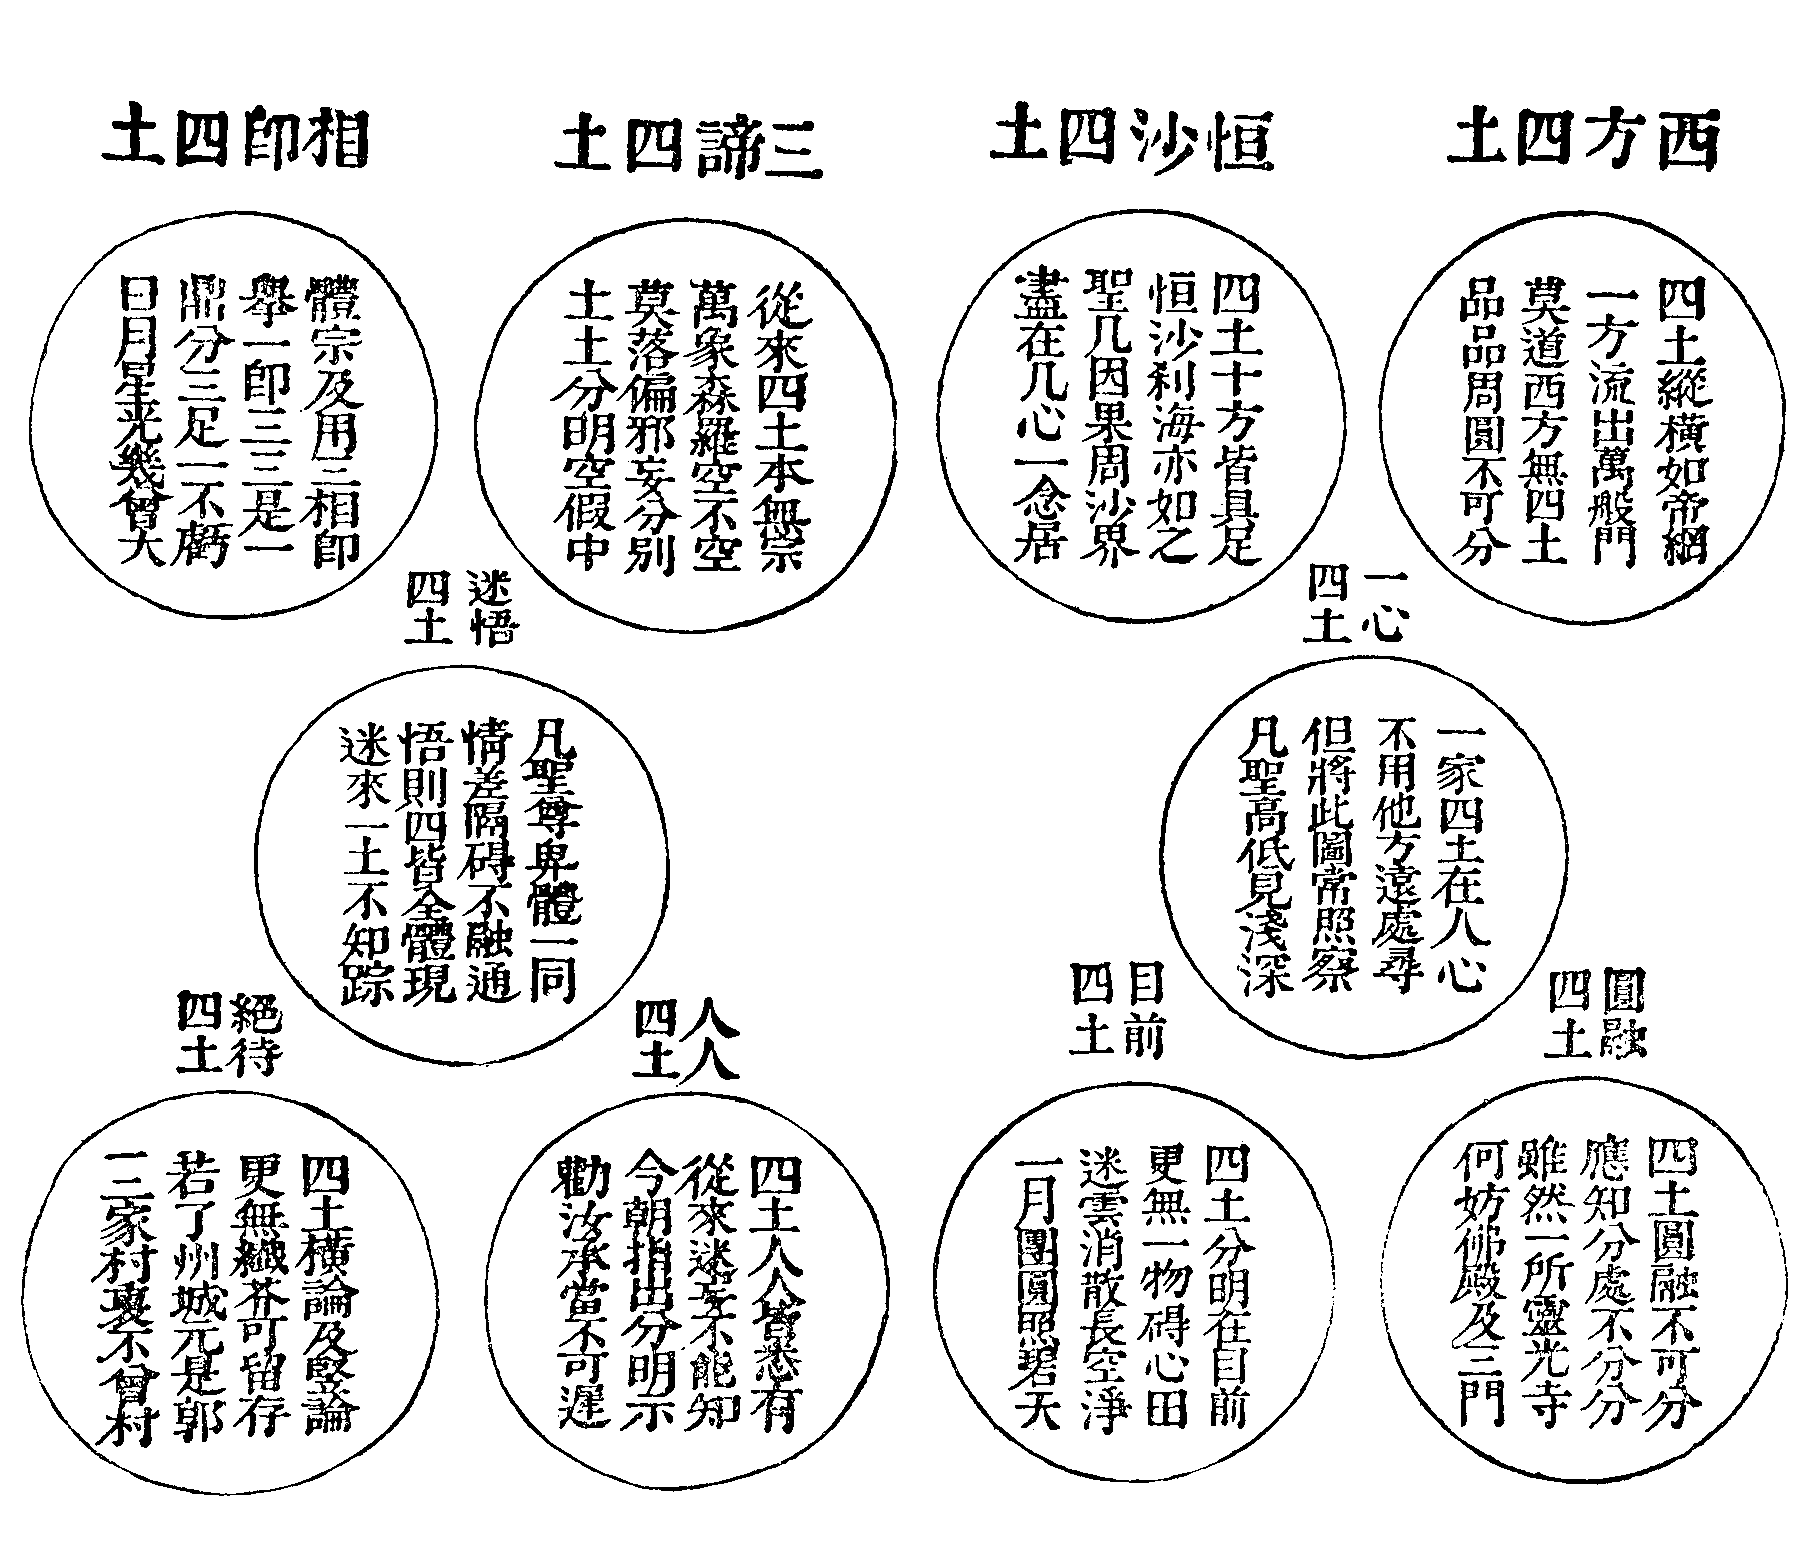 西方四土
四土縱橫如帝網
一方流出萬般門
莫道西方無四土
品品周圓不可分
恒沙四土
四土十方皆具足
恒沙刹海亦如之
聖凡因果周沙界
盡在凡心一念居
一心
四土
一家四土在人心
不用他方遠處尋
但將此圖常照察
凡聖高低見淺深
圓融
四土
四土圓融不可分
應知分處不分分
雖然一所靈光寺
何妨佛殿及三門
目前
四土
四土分明在目前
更無一物碍心田
迷雲消散長空淨
一月團圓照碧天
三諦四土
從來四土本無宗
萬象森羅空不空
莫落偏邪妄分別
土土分明空假中
相印四土
體宗及用三相印
舉一印三三是一
鼎分三足一不虧
日月星光幾曾大
迷悟
四土
凡聖尊卑體一同
情差隔碍不融通
悟則四皆全體現
迷來一土不知踪
人人
四土
四土人人皆悉有
從來迷妄不能知
今朝指出分明示
勸汝承當不可遲
絕待
四土
四土橫論及竪論
更無纖芥可留存
若了州城元是郭
三家村裏不曾村